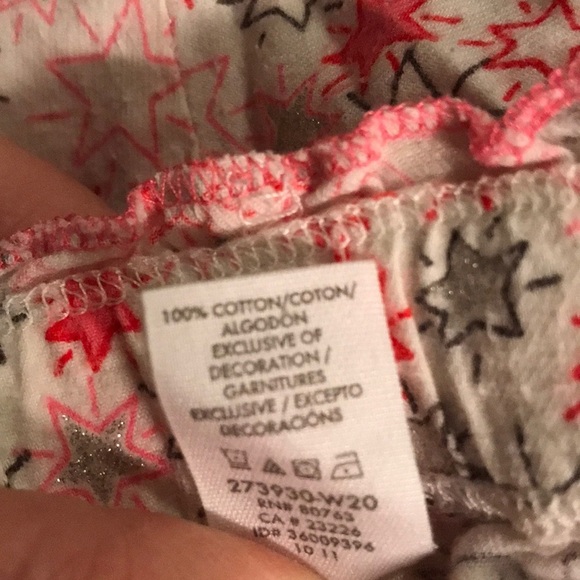 100% COTTON/COTON/
ALGODÓN
EXCLUSIVE OF
DECORATION /
GARNITURES
EXCLUSIVE / EXCEPTO
DECORACIÓNS
273930-W20
RN# 80763
CA # 23226
ID# 36009396
10 11